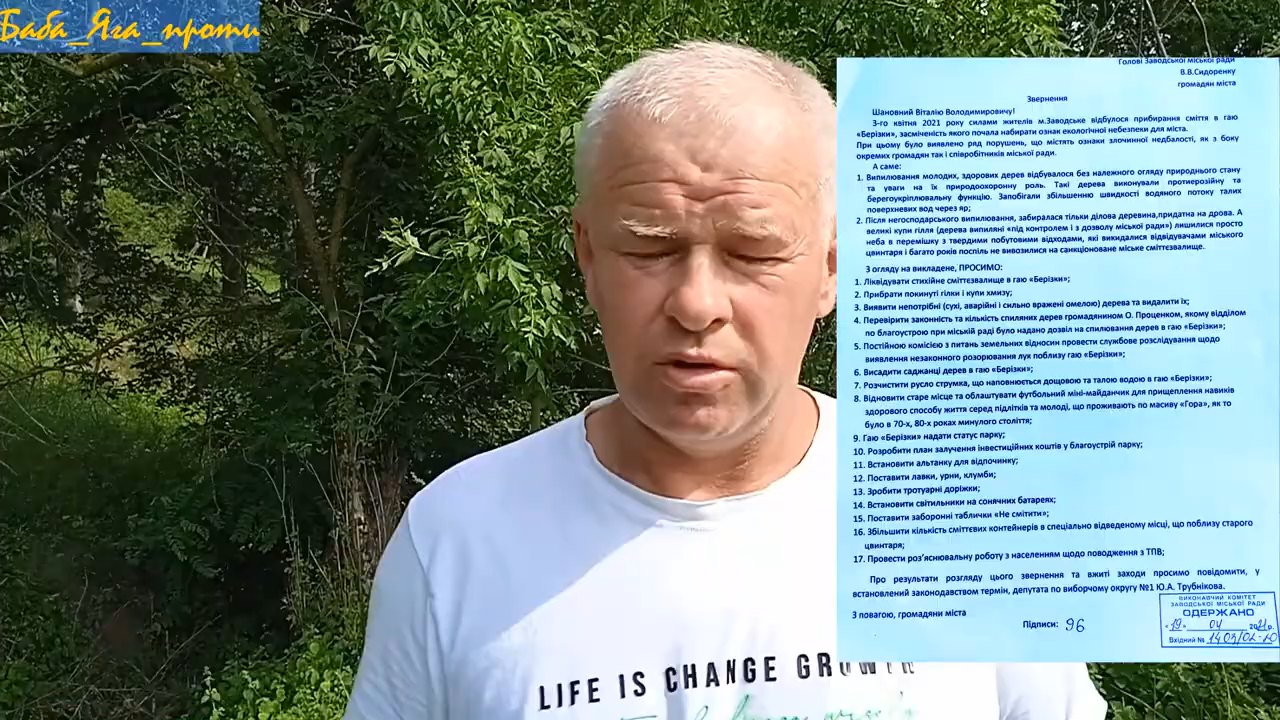 Баба_Яга_проти
Голові Заводської міської ради
В.В.Сидоренку
громадян міста
Звернення
Шановний Віталію Володимировичу!
3-го квітня 2021 року силами жителів м.Заводське відбулося прибирання сміття в гаю
«Берізки», засміченість якого почала набирати ознак екологічної небезпеки для міста.
При цьому було виявлено ряд порушень, що містять ознаки злочинної недбалості, як з боку
окремих громадян так і співробітників міської ради.
А саме:
1. Випилювання молодих, здорових дерев відбувалося без належного огляду природнього стану
та уваги на їх природоохоронну роль. Такі дерева виконували протиерозійну та
берегоукріплювальну функцію. Запобігали збільшенню швидкості водяного потоку талих
поверхневих вод через яр;
2. Після негосподарського випилювання, забиралася тільки ділова деревина,придатна на дрова. А
великі купи гілля (дерева випиляні «під контролем і з дозволу міської ради») лишилися просто
неба в перемішку з твердими побутовими відходами, які викидалися відвідувачами міського
цвинтаря і багато років поспіль не вивозилися на санкціоноване міське сміттєзвалище.
З огляду на викладене, ПРОСИМО:
1. Ліквідувати стихійне сміттєзвалище в гаю «Берізки»;
2. Прибрати покинуті гілки і купи хмизу;
3. Виявити непотрібні (сухі, аварійні і сильно вражені омелою) дерева та видалити їх;
4. Перевірити законність та кількість спиляних дерев громадянином О. Проценком, якому відділом
по благоустрою при міській раді було надано дозвіл на спилювання дерев в гаю «Берізки»;
5. Постійною комісією з питань земельних відносин провести службове розслідування щодо
виявлення незаконного розорювання лук поблизу гаю «Берізки»;
6. Висадити саджанці дерев в гаю «Берізки»;
7. Розчистити русло струмка, що наповнюється дощовою та талою водою в гаю «Берізки»;
8. Відновити старе місце та облаштувати футбольний міні-майданчик для прищеплення навиків
здорового способу життя серед підлітків та молоді, що проживають по масиву «Гора», як то
було в 70-х, 80-х роках минулого століття;
9. Гаю «Берізки» надати статус парку;
10. Розробити план залучення інвестиційних коштів у благоустрій парку;
11. Встановити альтанку для відпочинку;
12. Поставити лавки, урни, клумби;
13. Зробити тротуарні доріжки;
14. Встановити світильники на сонячних батареях;
15. Поставити заборонні таблички «Не смітити»;
16. Збільшити кількість сміттєвих контейнерів в спеціально відведеному місці, що поблизу старого
цвинтаря;
17. Провести роз'яснювальну роботу з населенням щодо поводження з ТПВ;
Про результати розгляду цього звернення та вжиті заходи просимо повідомити, у
встановлений законодавством термін, депутата по виборчому округу №1 Ю.А. Трубнікова.
З повагою, громадяни міста
Підписи: 96
ВИКОНАВЧИЙ КОМІТЕТ
ЗАВОДСЬКОЇ МІСЬКОЇ РАДИ
ОДЕРЖАНО
«19» 04 2021р.
Вхідний №
LIFE IS CHANGE GROWTH